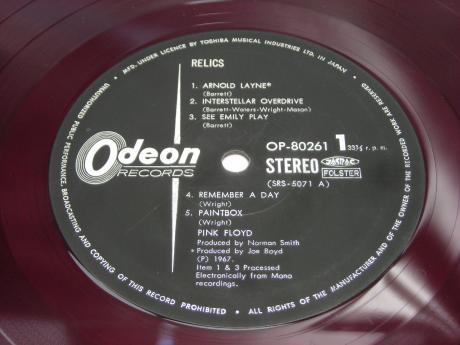 MFD. UNDER LICENCE BY TOSHIBA MUSICAL INDUSTRIES LTD. IN JAPAN
ALL RIGHTS OF THE MANUFACTURER AND OF THE OWNER OF THE RECORDED WORK ARE RESERVED
UNAUTHORISED PUBLIC PERFORMANCE, BROADCASTING AND COPYING OF THIS RECORD PROHIBITED
RELICS
1. ARNOLD LAYNE*
(Barrett)
2. INTERSTELLAR OVERDRIVE
(Barrett-Waters-Wright-Mason)
3. SEE EMILY PLAY
(Barrett)
Odeon
RECORDS
OP-80261 1 33⅓ r. p. m.
STEREO
FOLSTER
(SRS-5071 A)
4. REMEMBER A DAY
(Wright)
5. PAINTBOX
(Wright)
PINK FLOYD
Produced by Norman Smith
* Produced by Joe Boyd
(P) 1967.
Item 1 & 3 Processed
Electronically from Mono
recordings.